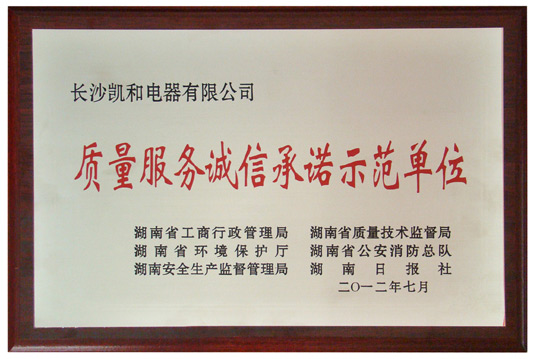 长沙凯和电器有限公司
质量服务诚信承诺示范单位
湖南省工商行政管理局 湖南省质量技术监督局
湖南省环境保护厅 湖南省公安消防总队
湖南安全生产监督管理局 湖南日报社
二〇一二年七月